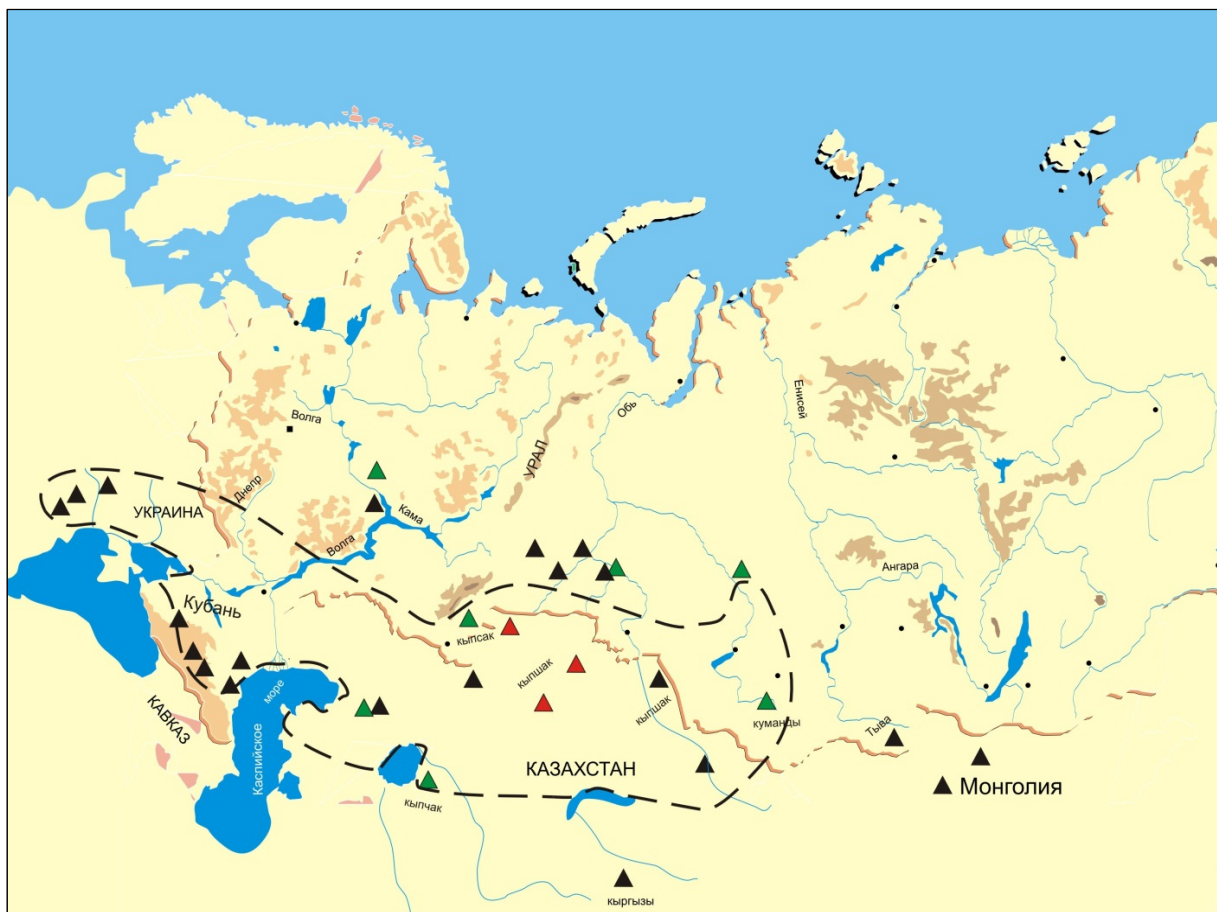 Обь
Енисей
Волга
УРАЛ
Днепр
УКРАИНА
Кама
Волга
Ангара
Кубань
кыпсак
кыпшак
море
кыпшак
КАВКАЗ
куманды
Тыва
Каспийское
КАЗАХСТАН
Монголия
кыпчак
кыргызы